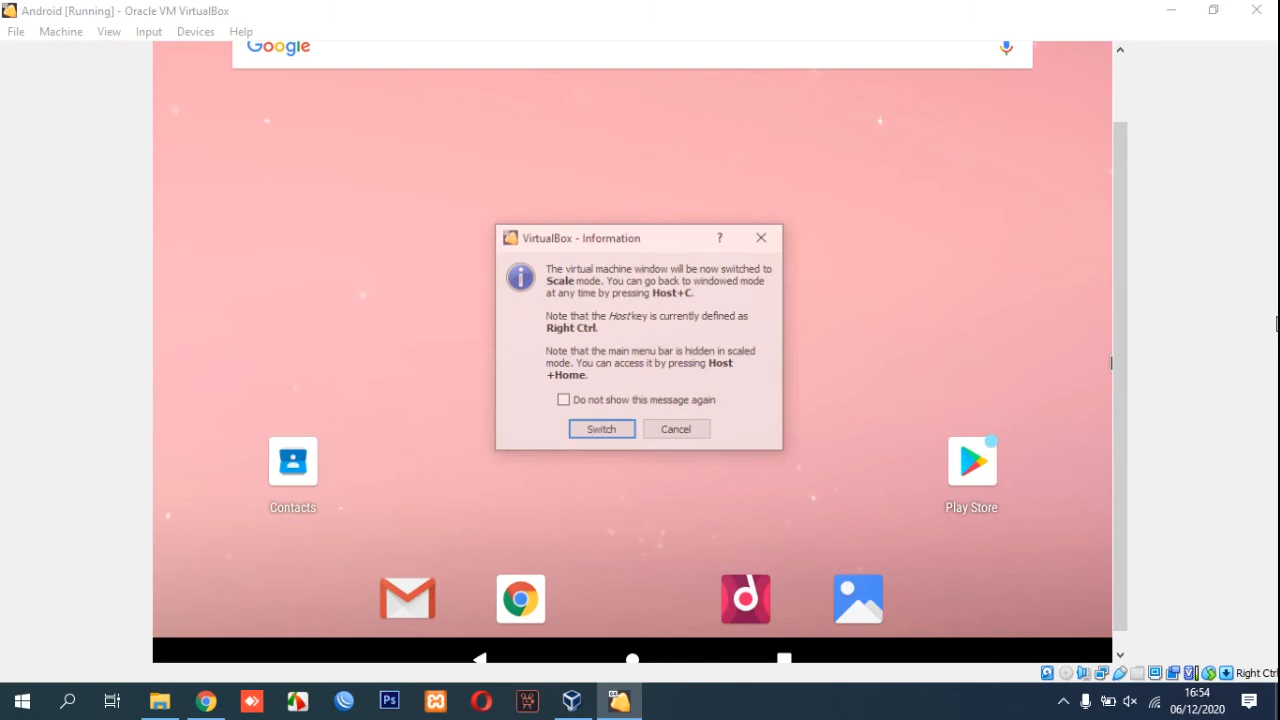 Android [Running] - Oracle VM VirtualBox
File Machine View Input Devices Help
Google
VirtualBox - Information ?
The virtual machine window will be now switched to
Scale mode. You can go back to windowed mode
at any time by pressing Host+C.
Note that the Host key is currently defined as
Right Ctrl.
Note that the main menu bar is hidden in scaled
mode. You can access it by pressing Host
+Home.
Do not show this message again
Switch Cancel
Contacts
Play Store
Right Ctrl
Ps
16:54
06/12/2020